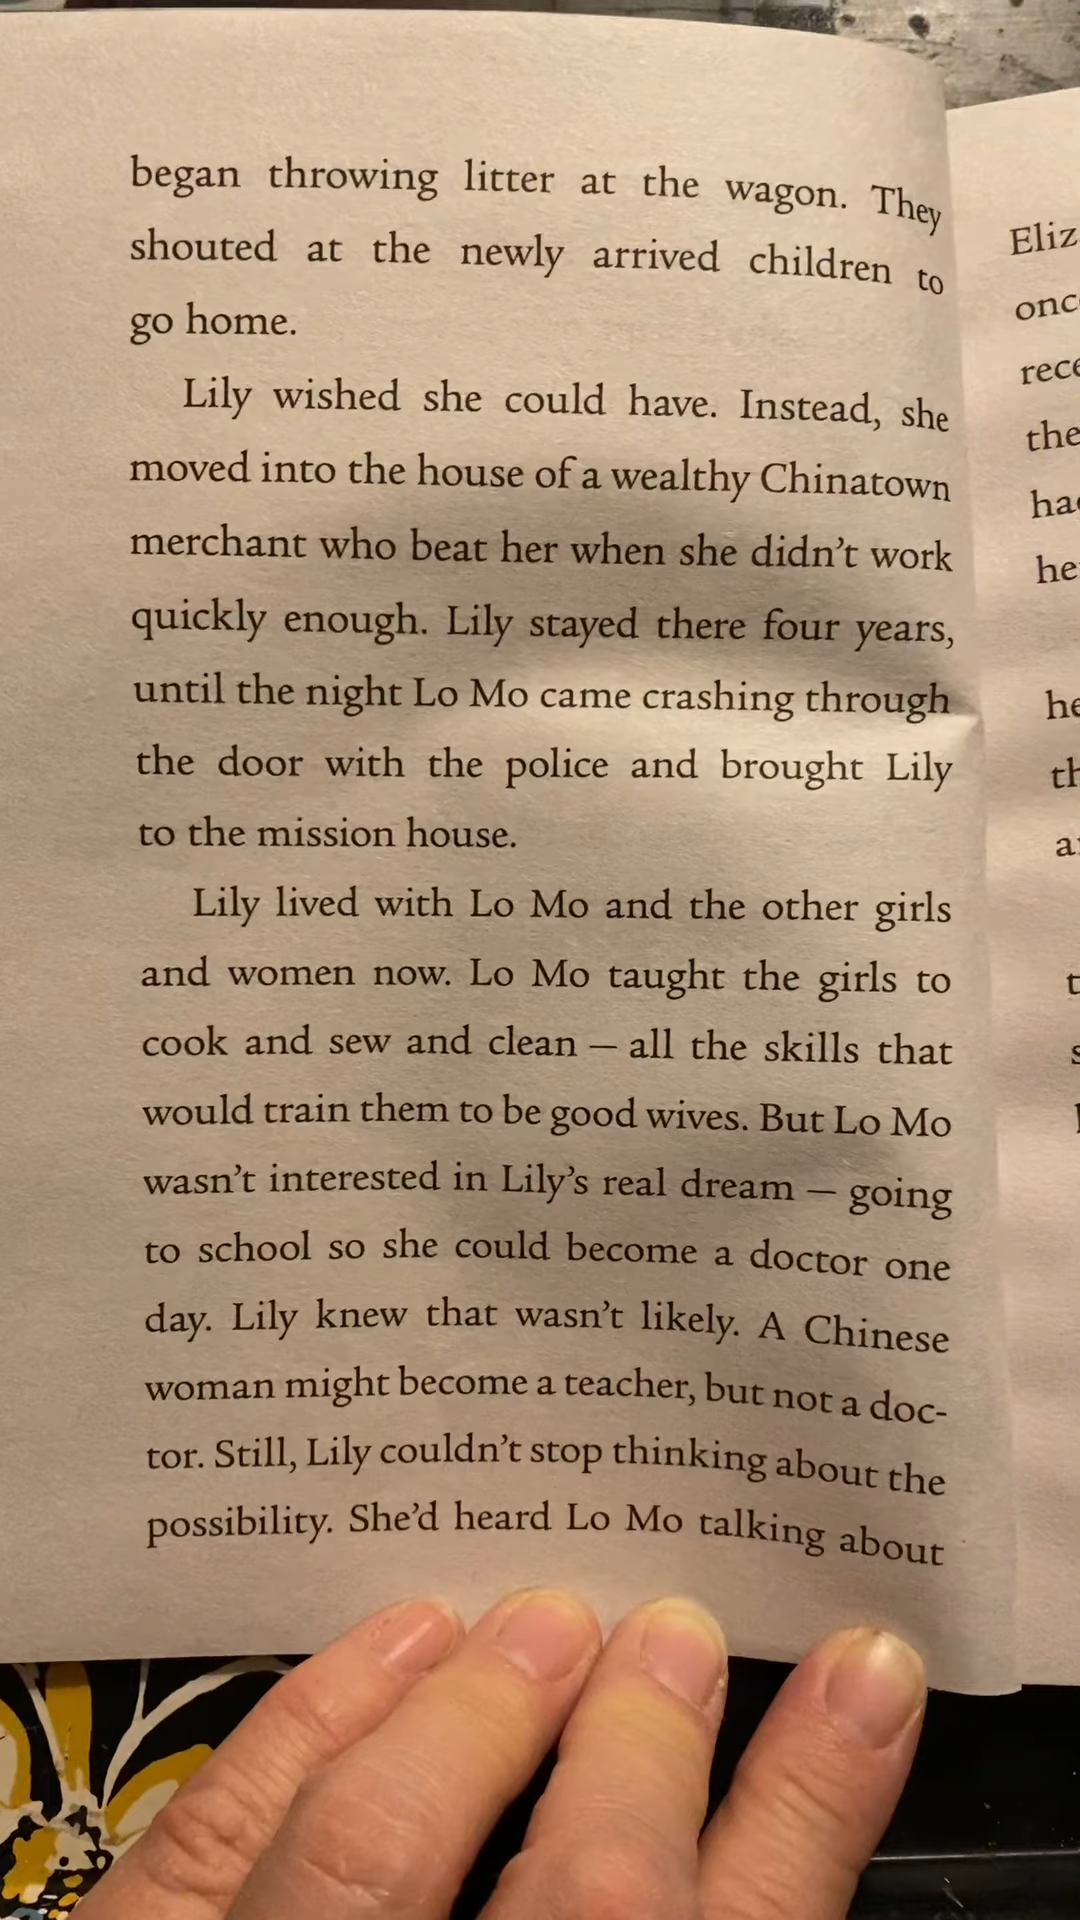 began throwing litter at the wagon. They
shouted at the newly arrived children to
go home.
Lily wished she could have. Instead, she
moved into the house of a wealthy Chinatown
merchant who beat her when she didn't work
quickly enough. Lily stayed there four years,
until the night Lo Mo came crashing through
the door with the police and brought Lily
to the mission house.
Lily lived with Lo Mo and the other girls
and women now. Lo Mo taught the girls to
cook and sew and clean — all the skills that
would train them to be good wives. But Lo Mo
wasn't interested in Lily's real dream — going
to school so she could become a doctor one
day. Lily knew that wasn't likely. A Chinese
woman might become a teacher, but not a doc-
tor. Still, Lily couldn't stop thinking about the
possibility. She'd heard Lo Mo talking about